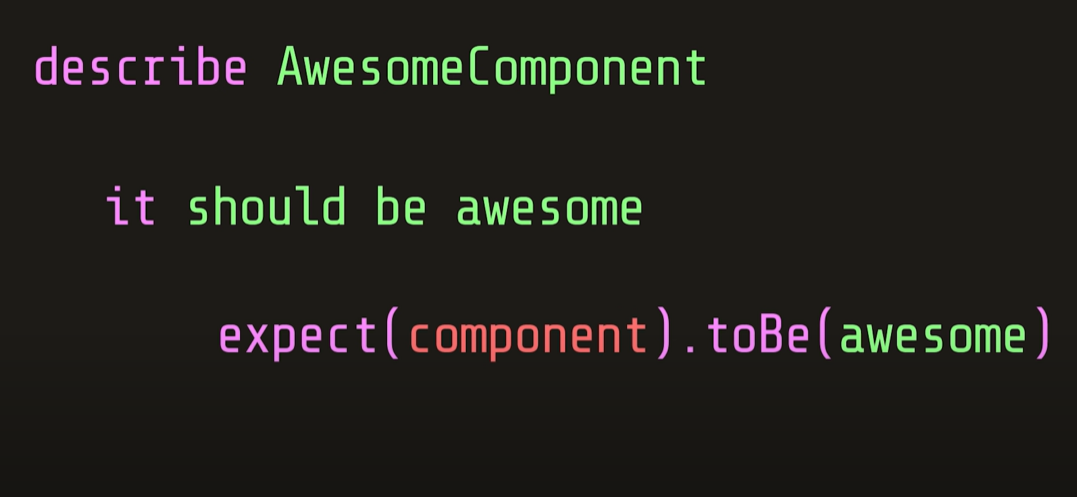 describe AwesomeComponent
it should be awesome
expect(component).toBe(awesome)